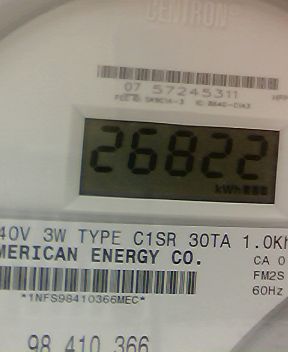 CENTRON®
07 57245311
26822
kWh
40V 3W TYPE C1SR 30TA 1.0Kh
MERICAN ENERGY CO.
CA 0
FM2S
60Hz
*1NFS98410366MEC*
98 410 366